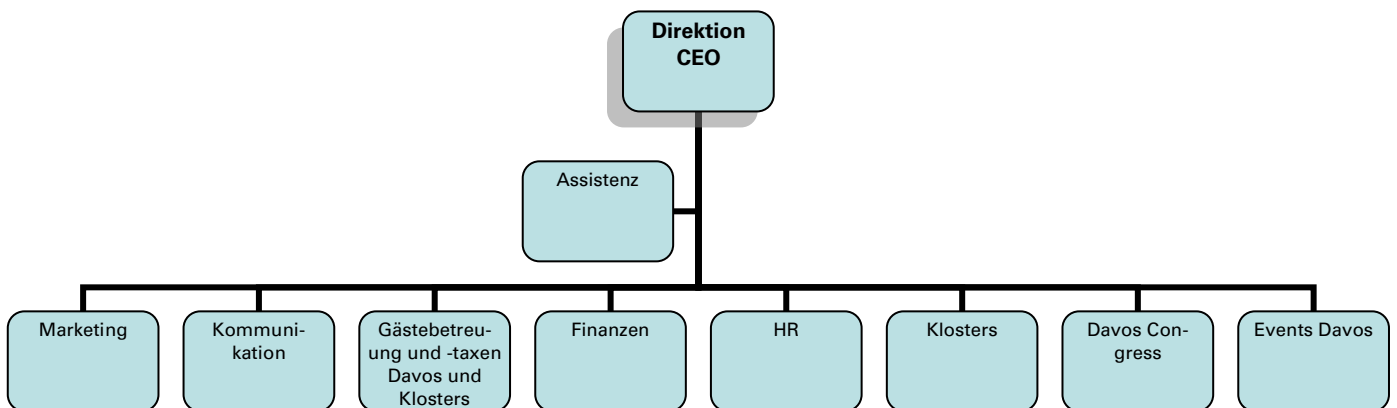 Direktion
CEO
Assistenz
Marketing
Kommuni-
kation
Gästebetreu-
ung und -taxen
Davos und
Klosters
Finanzen
HR
Klosters
Davos Con-
gress
Events Davos